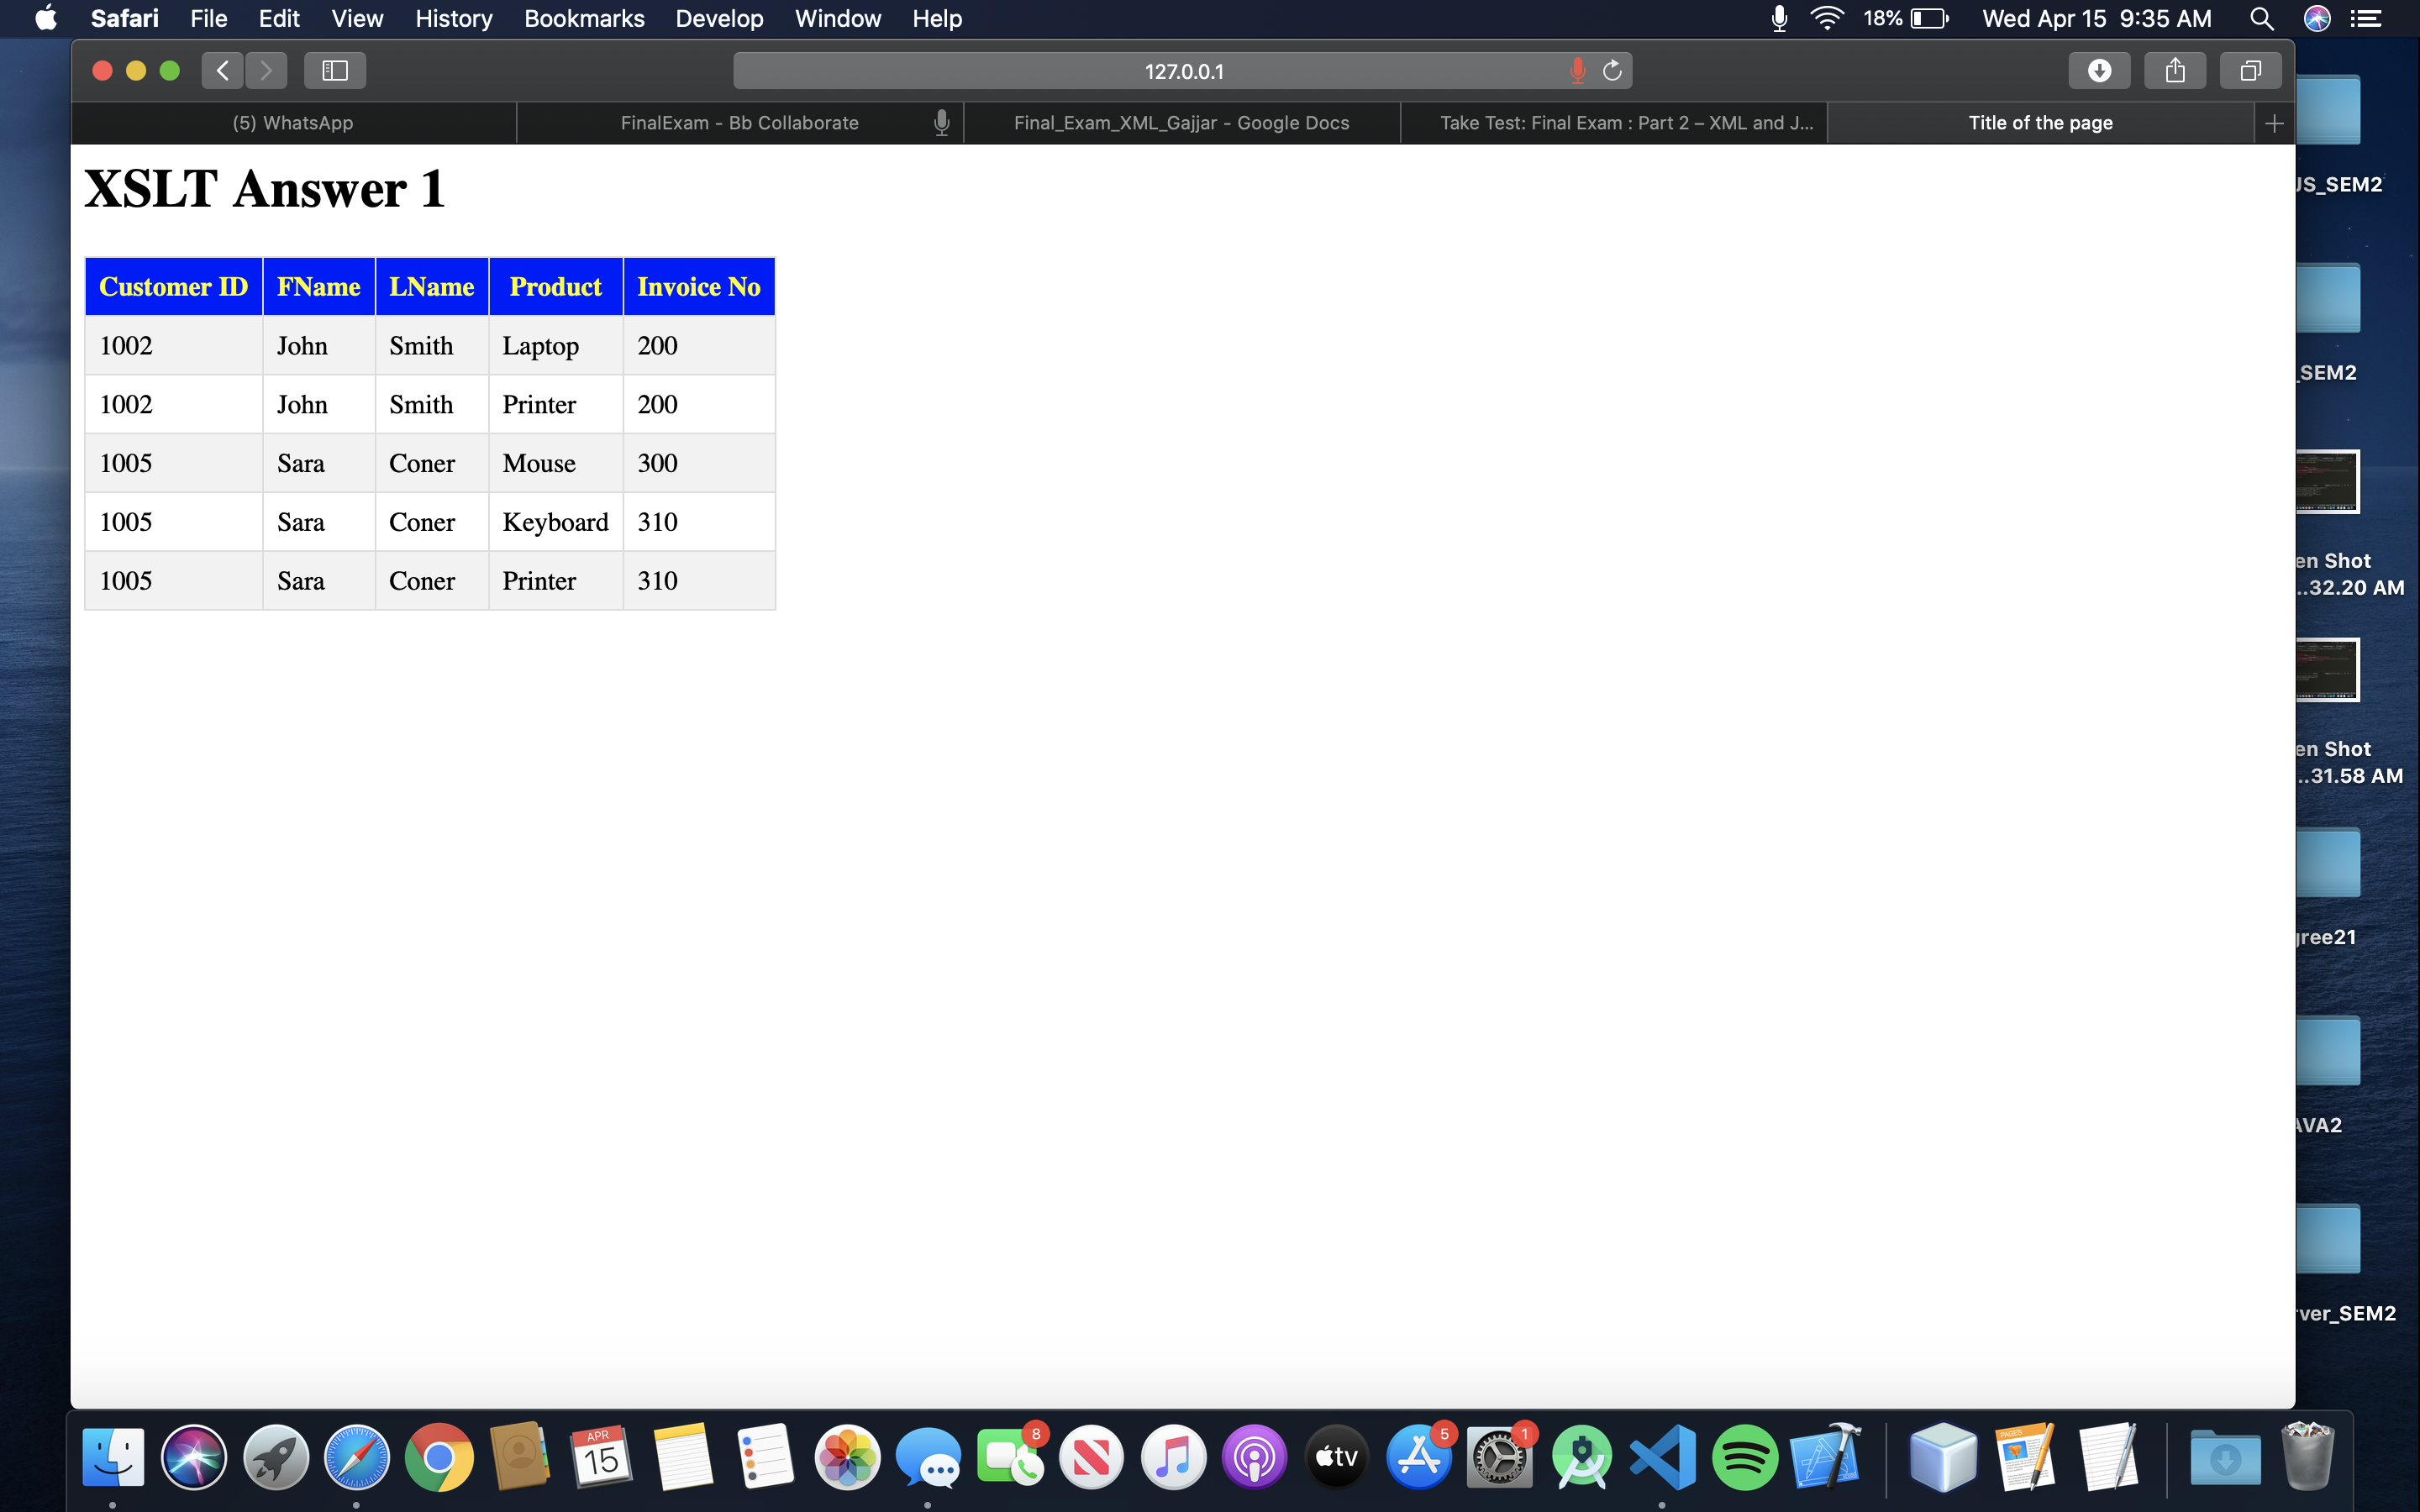 Safari File Edit View History Bookmarks Develop Window Help 18% Wed Apr 15 9:35 AM
127.0.0.1
(5) WhatsApp FinalExam - Bb Collaborate Final_Exam_XML_Gajjar - Google Docs Take Test: Final Exam : Part 2 – XML and J... Title of the page
XSLT Answer 1
Customer ID FName LName Product Invoice No
1002 John Smith Laptop 200
1002 John Smith Printer 200
1005 Sara Coner Mouse 300
1005 Sara Coner Keyboard 310
1005 Sara Coner Printer 310
JS_SEM2
_SEM2
en Shot
...32.20 AM
en Shot
...31.58 AM
gree21
AVA2
rver_SEM2
8 5 1
APR
15
tv
PAGES